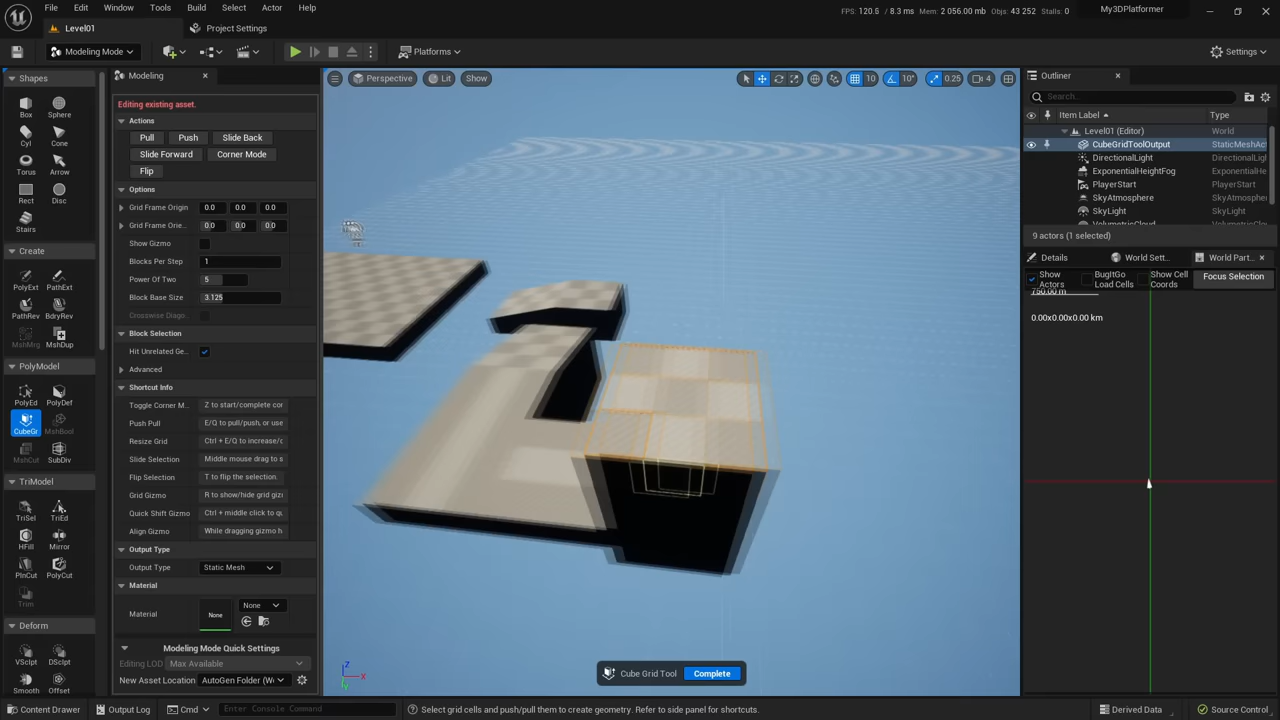 File Edit Window Tools Build Select Actor Help
FPS: 120.5 / 8.3 ms Mem: 2 056.00 mb Objs: 43 252 Stalls: 0
My3DPlatformer
Level01
Project Settings
Modeling Mode
Platforms
Settings
Shapes
Box Sphere
Cyl Cone
Torus Arrow
Rect Disc
Stairs
Create
PolyExt PathExt
PathRev BdryRev
MshMrg MshDup
PolyModel
PolyEd PolyDef
CubeGr MshBool
MshCut SubDiv
TriModel
TriSel TriEd
HFill Mirror
PlnCut PolyCut
Trim
Deform
VSclpt DSclpt
Smooth Offset
Modeling
Editing existing asset.
Actions
Pull Push Slide Back
Slide Forward Corner Mode
Flip
Options
Grid Frame Origin 0.0 0.0 0.0
Grid Frame Orie... 0.0 0.0 0.0
Show Gizmo
Blocks Per Step 1
Power Of Two 5
Block Base Size 3.125
Crosswise Diago...
Block Selection
Hit Unrelated Ge...
Advanced
Shortcut Info
Toggle Corner M... Z to start/complete cor
Push Pull E/Q to pull/push, or use
Resize Grid Ctrl + E/Q to increase/c
Slide Selection Middle mouse drag to s
Flip Selection T to flip the selection.
Grid Gizmo R to show/hide grid giz
Quick Shift Gizmo Ctrl + middle click to qu
Align Gizmo While dragging gizmo h
Output Type
Output Type Static Mesh
Material
Material None None
Modeling Mode Quick Settings
Editing LOD Max Available
New Asset Location AutoGen Folder (W
Perspective Lit Show
10 10° 0.25 4
Z
X
Y
Cube Grid Tool Complete
Outliner
Search...
Item Label Type
Level01 (Editor) World
CubeGridToolOutput StaticMeshAc
DirectionalLight DirectionalLigh
ExponentialHeightFog ExponentialHe
PlayerStart PlayerStart
SkyAtmosphere SkyAtmosphere
SkyLight SkyLight
VolumetricCloud VolumetricClou
9 actors (1 selected)
Details World Sett... World Part...
Show Actors
BugItGo Load Cells
Show Cell Coords
Focus Selection
750.00 m
0.00x0.00x0.00 km
Content Drawer Output Log Cmd Enter Console Command
Select grid cells and push/pull them to create geometry. Refer to side panel for shortcuts.
Derived Data Source Control